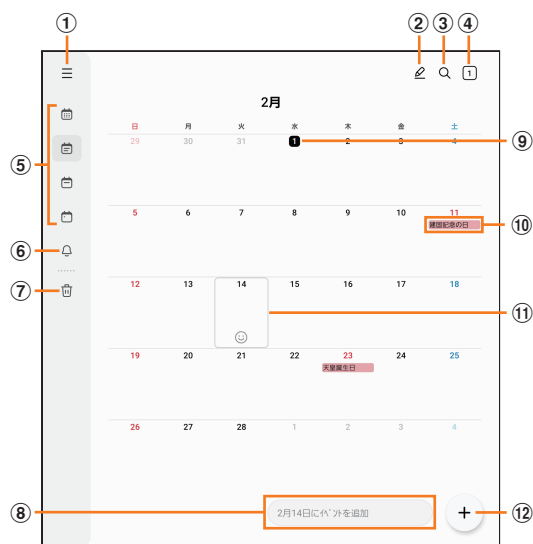 ① ② ③ ④
1
2月
日 月 火 水 木 金 土
29 30 31 1 2 3 4
⑨
⑤
5 6 7 8 9 10 11
建国記念の日
⑩
⑥
⑦
12 13 14 15 16 17 18
⑪
19 20 21 22 23 24 25
天皇誕生日
26 27 28 1 2 3 4
⑧
2月14日にイベントを追加
+
⑫